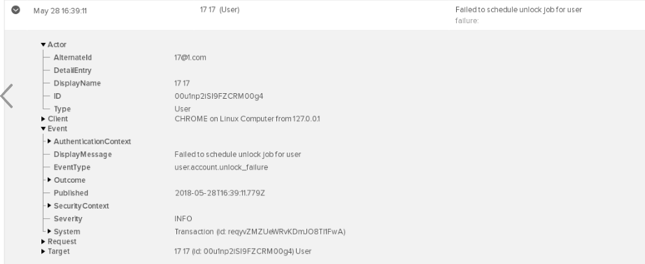 May 28 16:39:11 17 17 (User) Failed to schedule unlock job for user
failure:
Actor
AlternateId 17@1.com
DetailEntry
DisplayName 17 17
ID 00u1np2iSI9FZCRM00g4
Type User
Client CHROME on Linux Computer from 127.0.0.1
Event
AuthenticationContext
DisplayMessage Failed to schedule unlock job for user
EventType user.account.unlock_failure
Outcome
Published 2018-05-28T16:39:11.779Z
SecurityContext
Severity INFO
System Transaction (id: reqyvZMZUeWRvKDmJO8TI1FwA)
Request
Target 17 17 (id: 00u1np2iSI9FZCRM00g4) User